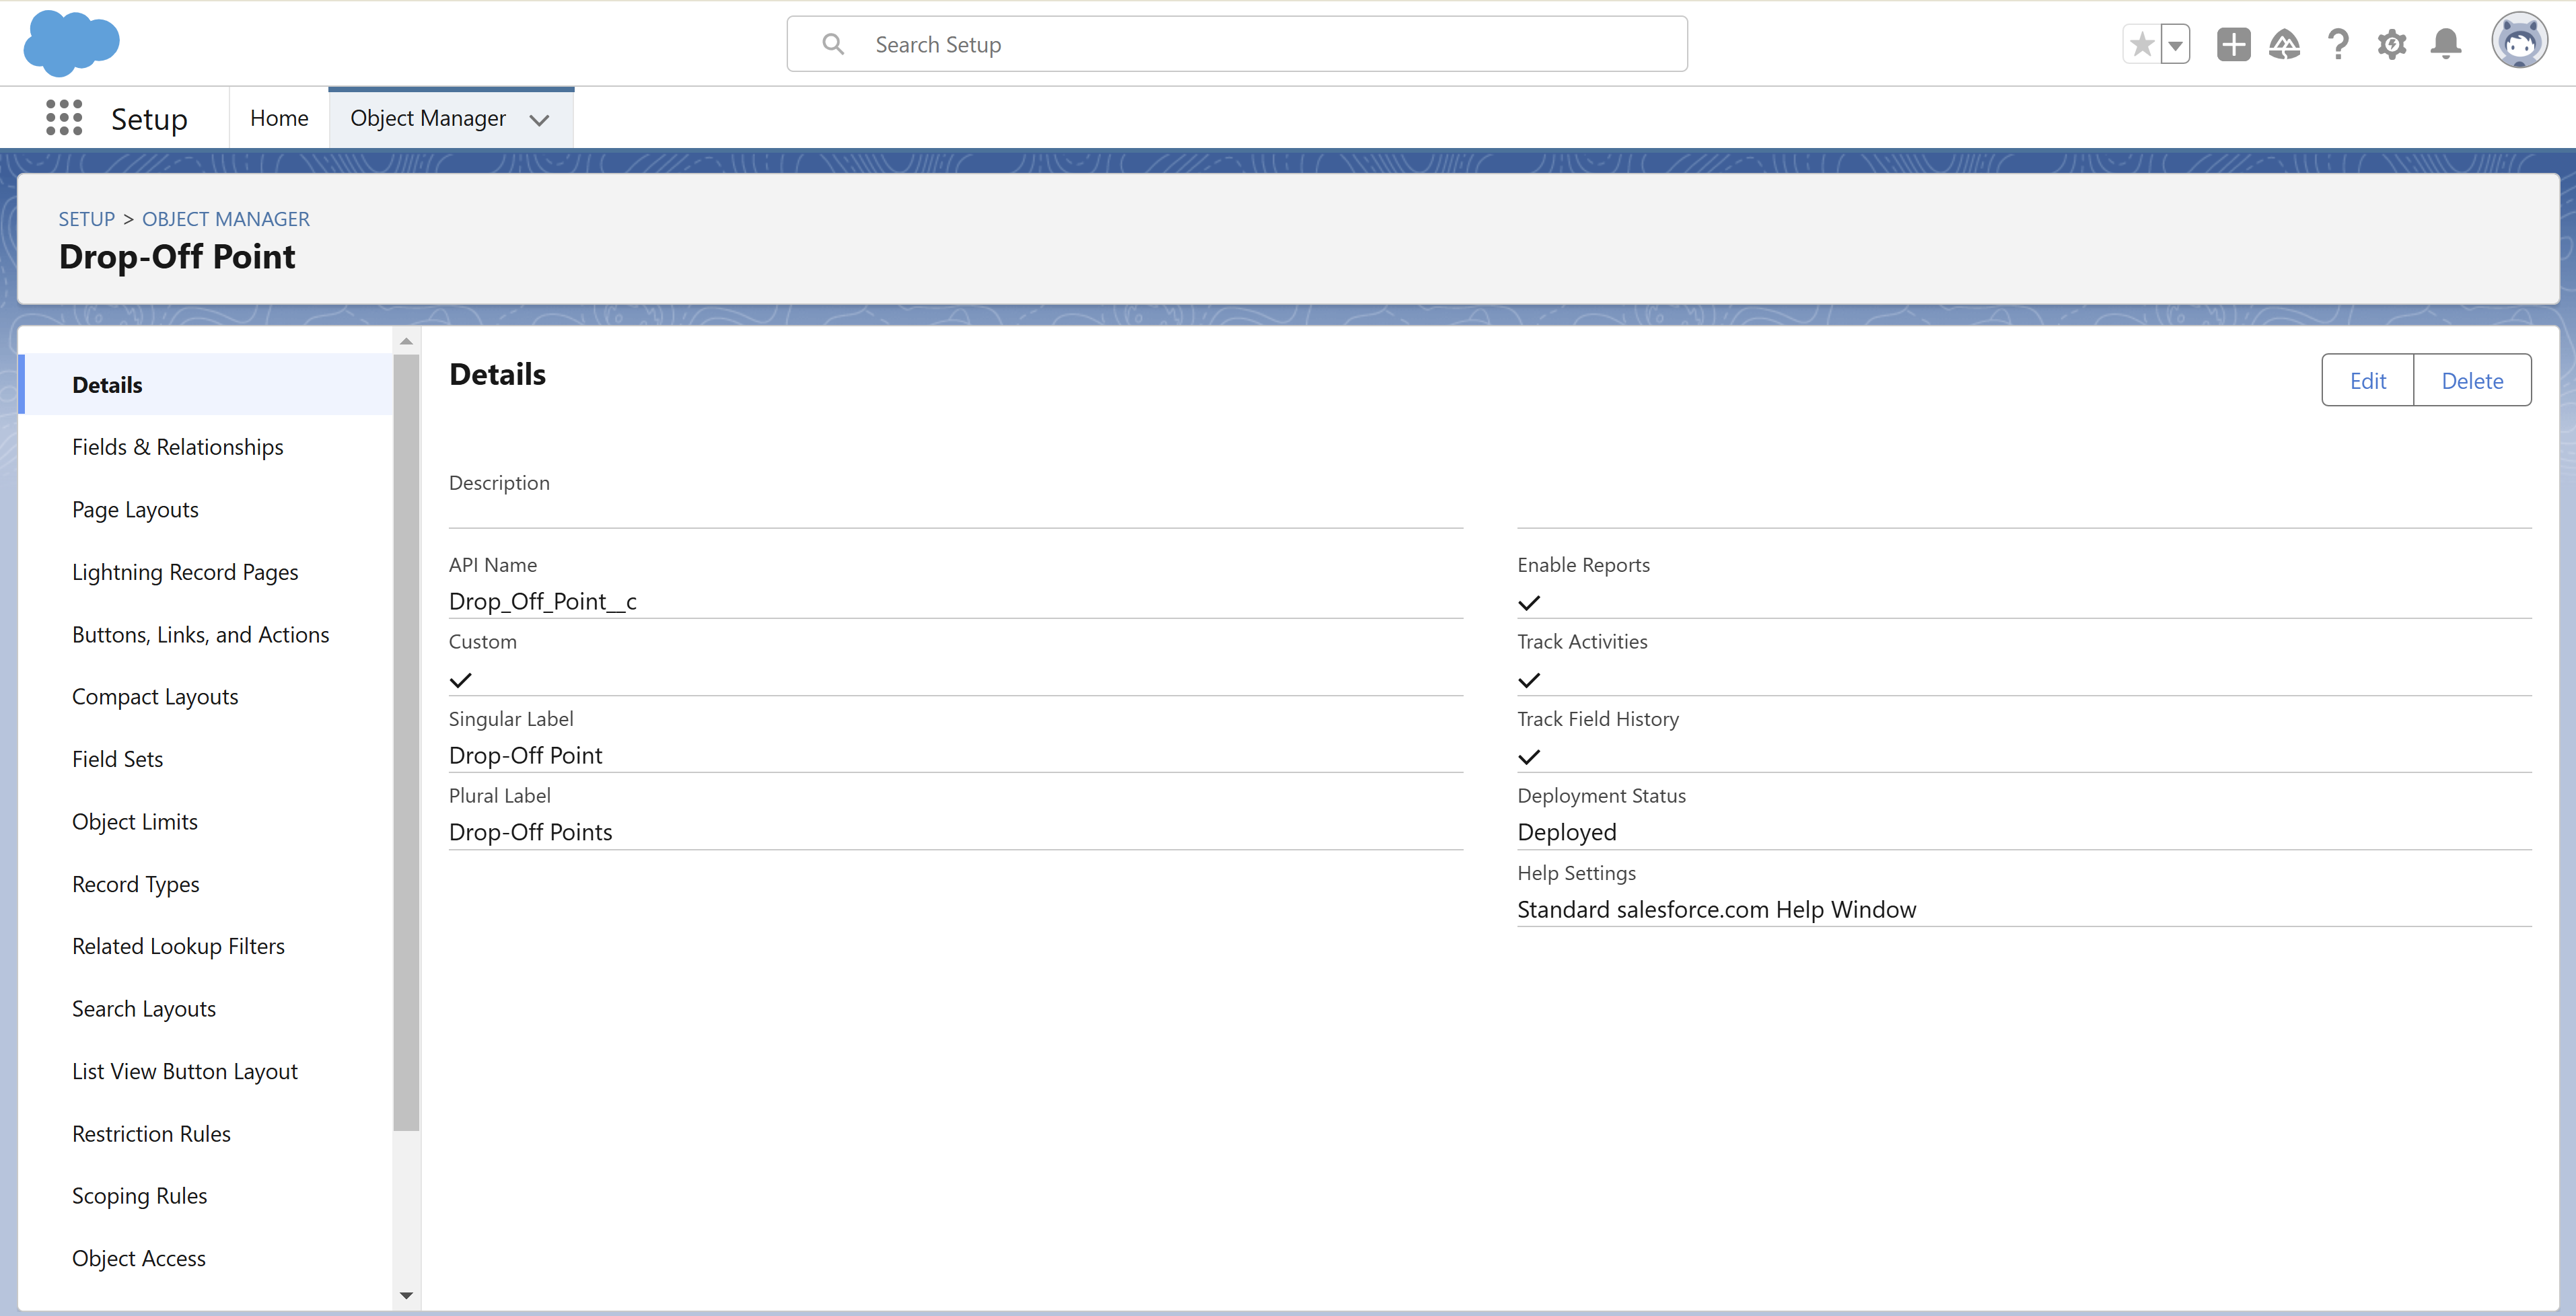 Search Setup
Setup
Home
Object Manager
SETUP > OBJECT MANAGER
Drop-Off Point
Details
Fields & Relationships
Page Layouts
Lightning Record Pages
Buttons, Links, and Actions
Compact Layouts
Field Sets
Object Limits
Record Types
Related Lookup Filters
Search Layouts
List View Button Layout
Restriction Rules
Scoping Rules
Object Access
Details
Edit
Delete
Description
API Name
Drop_Off_Point__c
Custom
Singular Label
Drop-Off Point
Plural Label
Drop-Off Points
Enable Reports
Track Activities
Track Field History
Deployment Status
Deployed
Help Settings
Standard salesforce.com Help Window